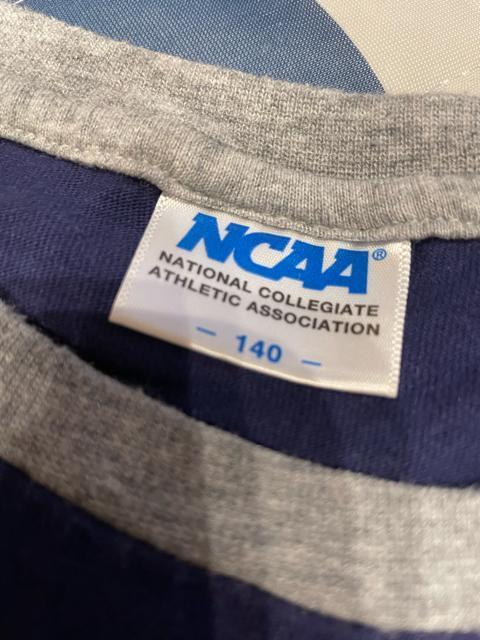 NCAA®
NATIONAL COLLEGIATE
ATHLETIC ASSOCIATION
– 140 –